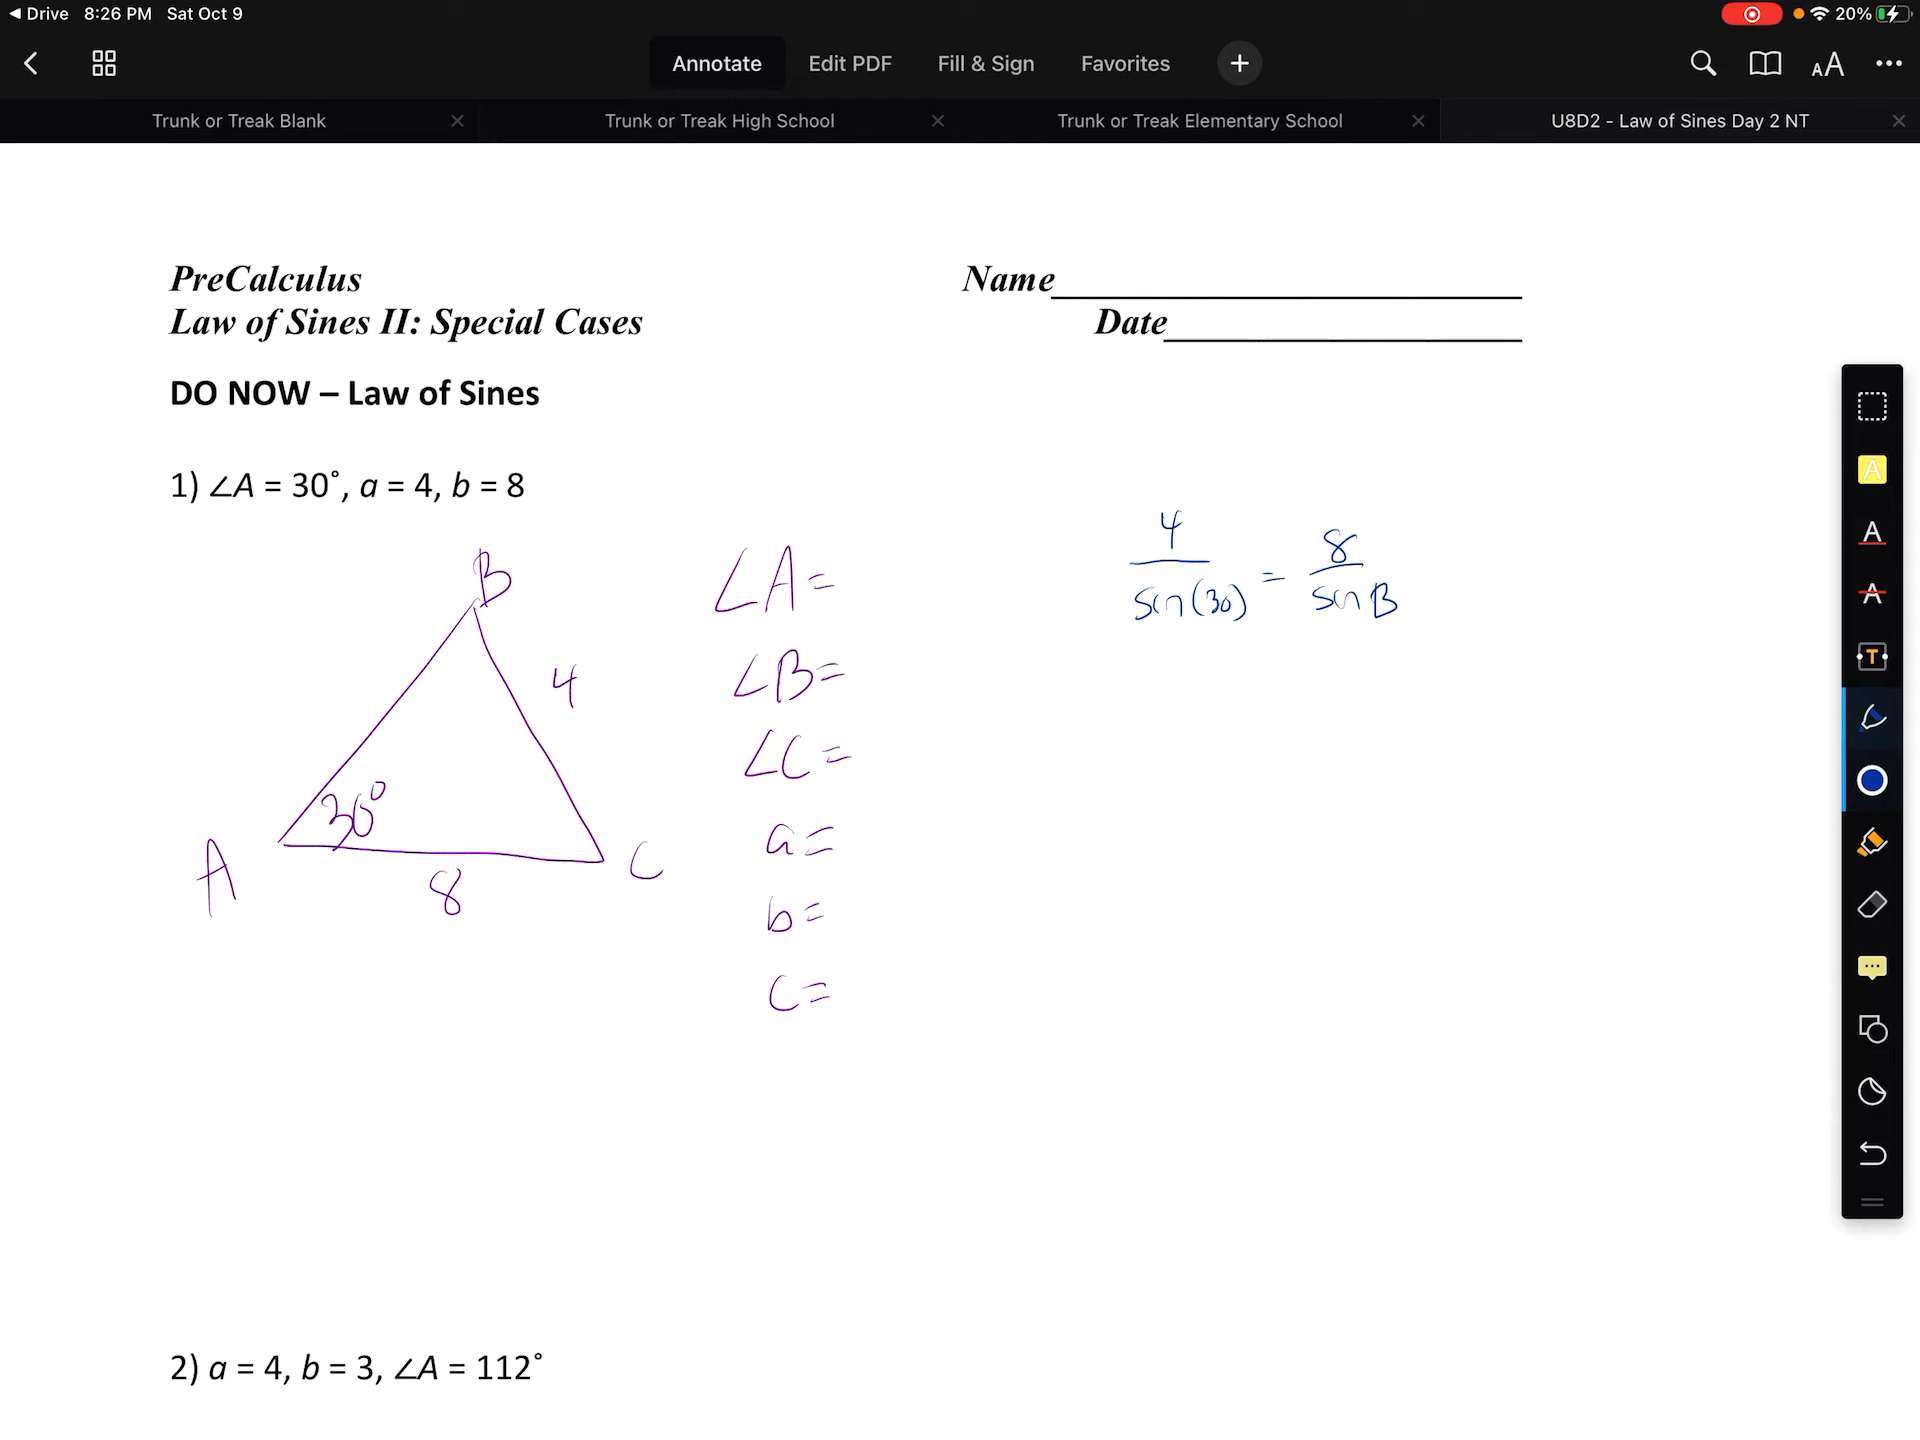 Drive 8:26 PM Sat Oct 9 20%
Annotate Edit PDF Fill & Sign Favorites
AA
Trunk or Treak Blank Trunk or Treak High School Trunk or Treak Elementary School U8D2 - Law of Sines Day 2 NT
PreCalculus Name
Law of Sines II: Special Cases Date
DO NOW – Law of Sines
1) ∠A = 30˚, a = 4, b = 8
B
4
30°
A
8
C
∠A=
∠B=
∠C=
a=
b=
c=
4/sin(30) = 8/sin B
2) a = 4, b = 3, ∠A = 112˚
A
A
A
T